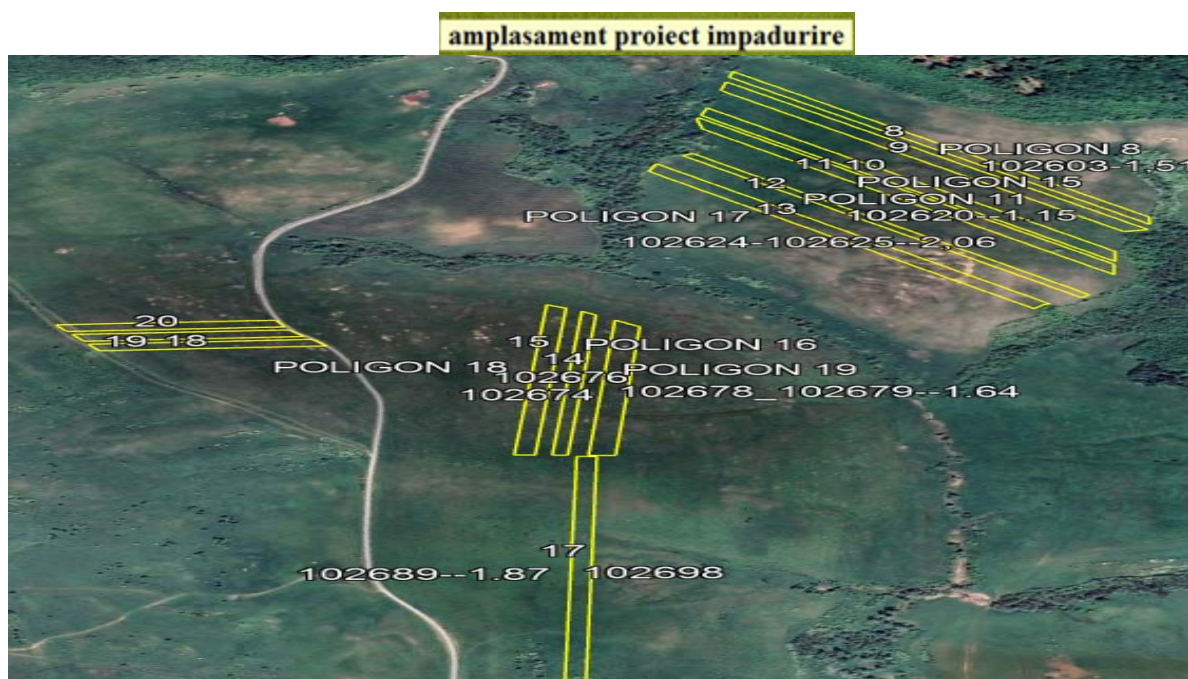 amplasament proiect impadurire
8
9 POLIGON 8
11 10 102603-1,51
12 POLIGON 15
POLIGON 11
POLIGON 17 13 102620--1.15
102624-102625--2,06
20
19 18
15 POLIGON 16
14
POLIGON 18 102676 POLIGON 19
102674 102678_102679--1.64
17
102689--1.87 102698